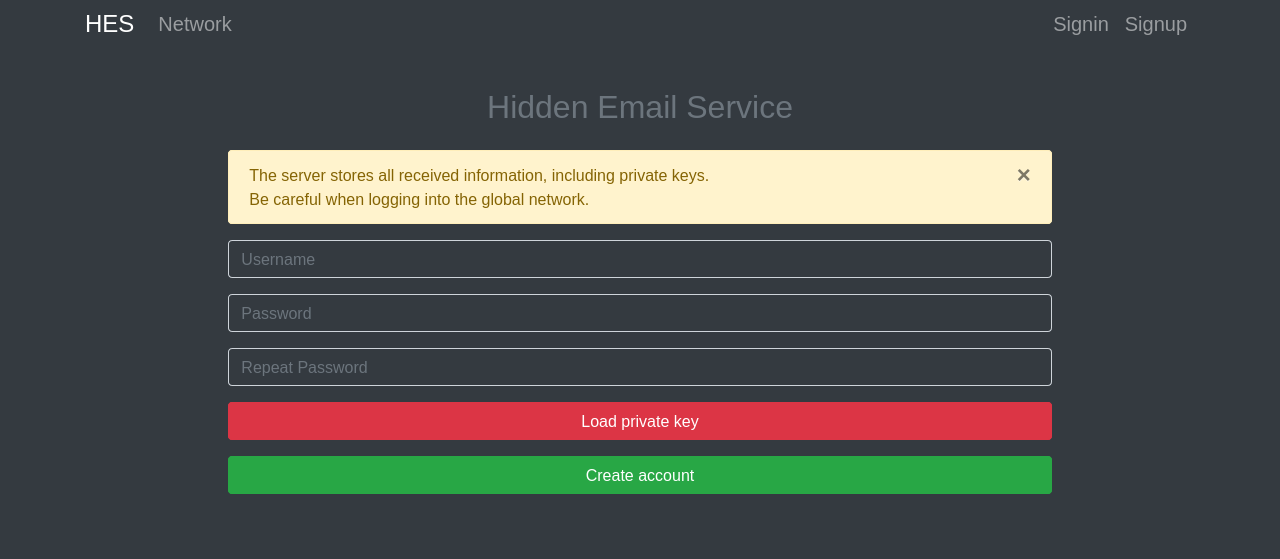 HES Network Signin Signup
Hidden Email Service
The server stores all received information, including private keys. ×
Be careful when logging into the global network.
Username
Password
Repeat Password
Load private key
Create account